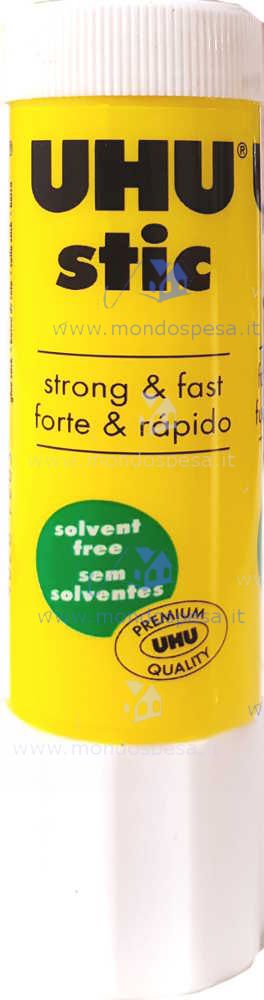 UHU®
stic
www.mondospesa.it
strong & fast
forte & rápido
www.mondospesa.it
solvent
free
sem
solventes
www.mondospesa.it
PREMIUM
UHU
QUALITY
www.mondospesa.it